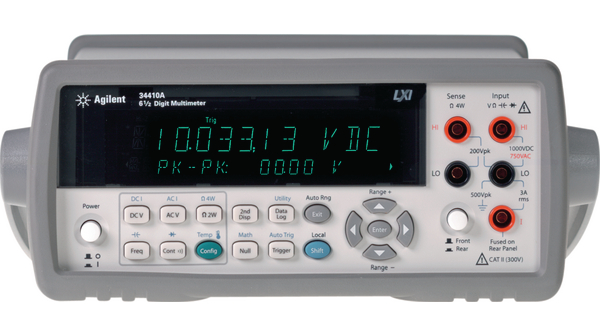 Agilent
34410A
6½ Digit Multimeter
LXI
Trig
10.033,13 VDC
PK-PK: 00.00 V
Sense
Ω 4W
Input
VΩ
HI
HI
200Vpk
1000VDC
750VAC
LO
LO
500Vpk
3A
rms
I
Front
Rear
Fused on
Rear Panel
CAT II (300V)
Power
DC I
AC I
Ω 4W
Utility
Auto Rng
Range +
DC V
AC V
Ω 2W
2nd
Disp
Data
Log
Exit
Enter
Temp
Math
Auto Trig
Local
Freq
Cont
Config
Null
Trigger
Shift
Range −